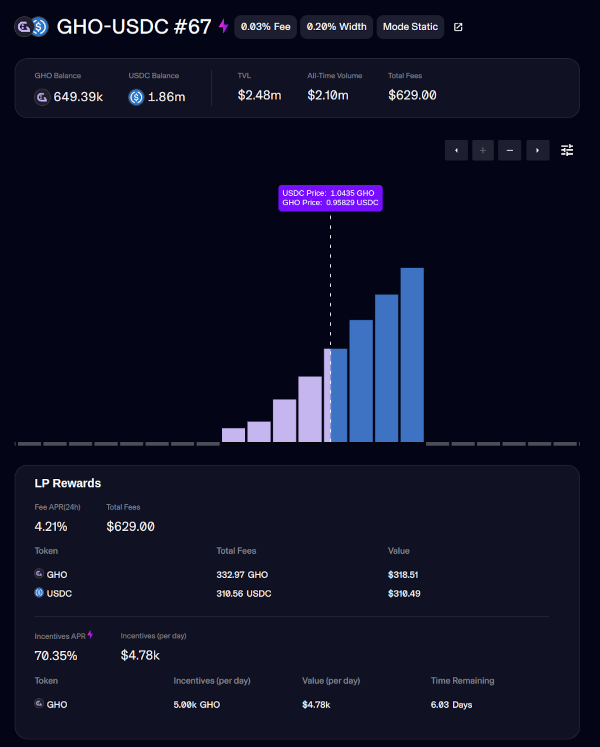 GHO-USDC #67 0.03% Fee 0.20% Width Mode Static
GHO Balance USDC Balance TVL All-Time Volume Total Fees
649.39k 1.86m $2.48m $2.10m $629.00
USDC Price: 1.0435 GHO
GHO Price: 0.95829 USDC
LP Rewards
Fee APR(24h) Total Fees
4.21% $629.00
Token Total Fees Value
GHO 332.97 GHO $318.51
USDC 310.56 USDC $310.49
Incentives APR Incentives (per day)
70.35% $4.78k
Token Incentives (per day) Value (per day) Time Remaining
GHO 5.00k GHO $4.78k 6.03 Days